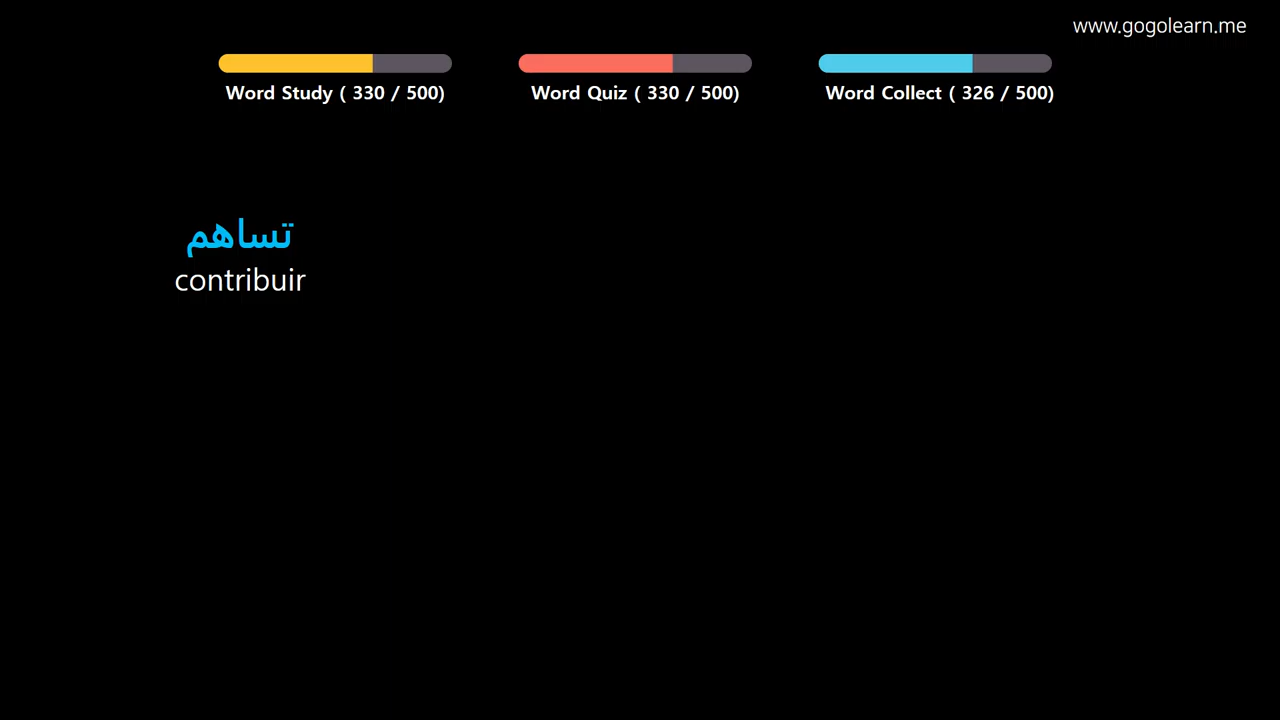 www.gogolearn.me
Word Study ( 330 / 500)
Word Quiz ( 330 / 500)
Word Collect ( 326 / 500)
تساهم
contribuir